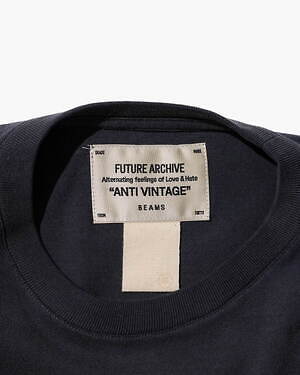 FUTURE ARCHIVE
Alternating feelings of Love & Hate
"ANTI VINTAGE"
BEAMS